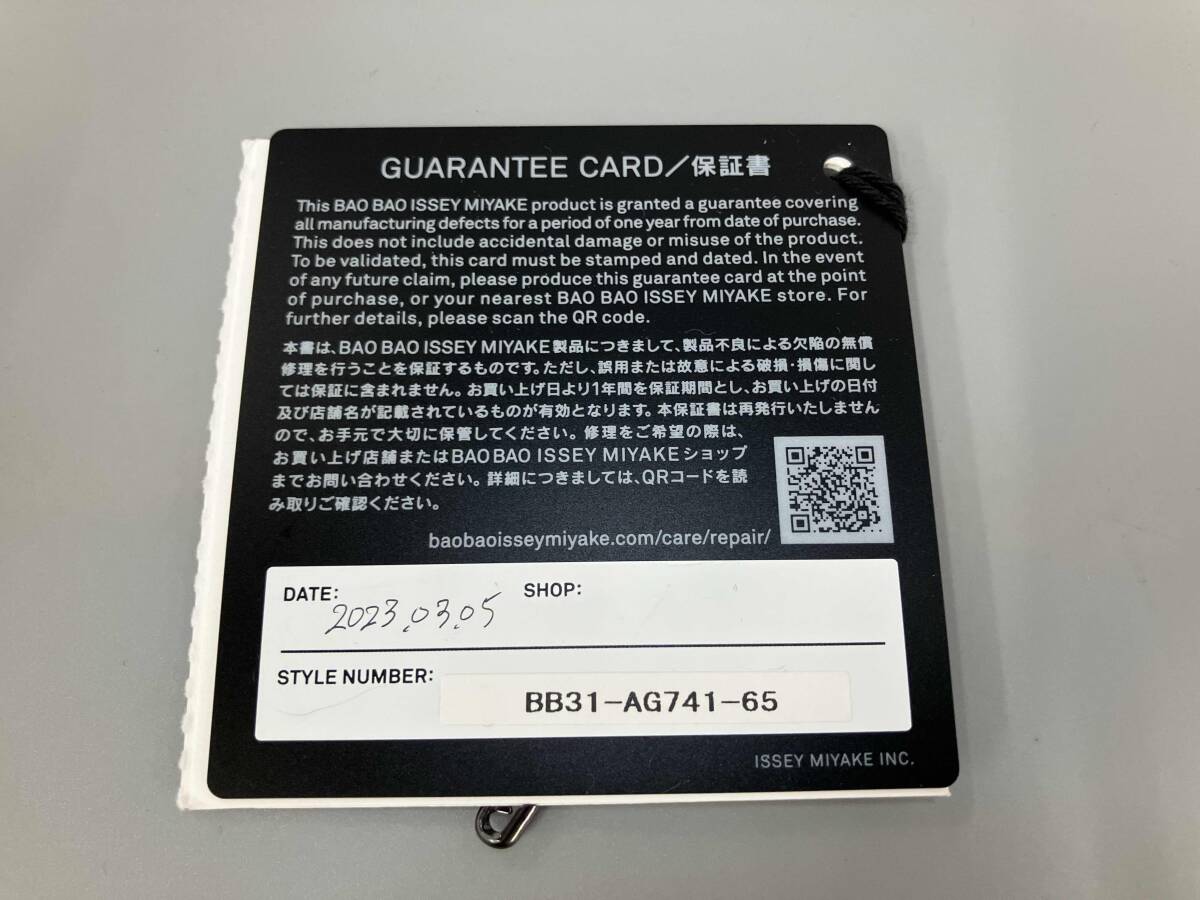 GUARANTEE CARD/保証書
This BAO BAO ISSEY MIYAKE product is granted a guarantee covering
all manufacturing defects for a period of one year from date of purchase.
This does not include accidental damage or misuse of the product.
To be validated, this card must be stamped and dated. In the event
of any future claim, please produce this guarantee card at the point
of purchase, or your nearest BAO BAO ISSEY MIYAKE store. For
further details, please scan the QR code.
本書は、BAO BAO ISSEY MIYAKE製品につきまして、製品不良による欠陥の無償
修理を行うことを保証するものです。ただし、誤用または故意による破損・損傷に関し
ては保証に含まれません。お買い上げ日より1年間を保証期間とし、お買い上げの日付
及び店舗名が記載されているものが有効となります。本保証書は再発行いたしません
ので、お手元で大切に保管してください。修理をご希望の際は、
お買い上げ店舗またはBAO BAO ISSEY MIYAKEショップ
までお問い合わせください。詳細につきましては、QRコードを読
み取りご確認ください。
baobaoisseymiyake.com/care/repair/
DATE: 2023.03.05 SHOP:
STYLE NUMBER: BB31-AG741-65
ISSEY MIYAKE INC.